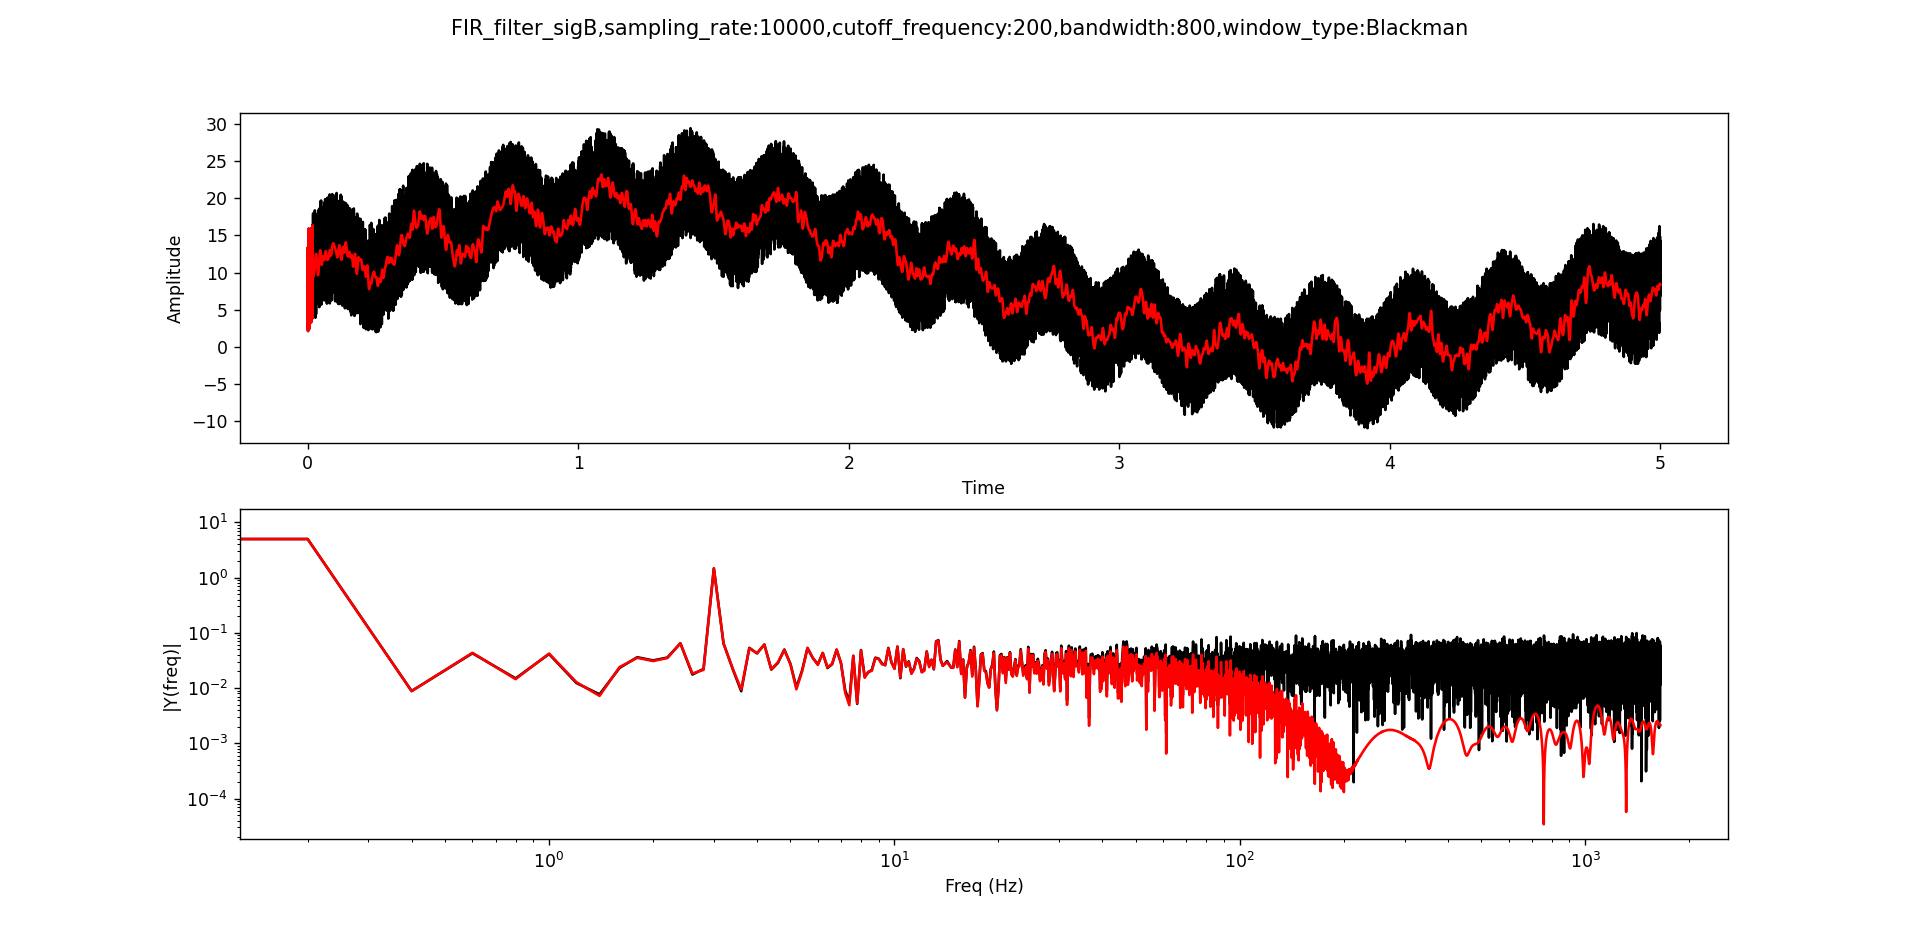 FIR_filter_sigB,sampling_rate:10000,cutoff_frequency:200,bandwidth:800,window_type:Blackman
30
25
20
15
10
5
0
−5
−10
Amplitude
0 1 2 3 4 5
Time
10¹
10⁰
10⁻¹
10⁻²
10⁻³
10⁻⁴
|Y(freq)|
10⁰ 10¹ 10² 10³
Freq (Hz)